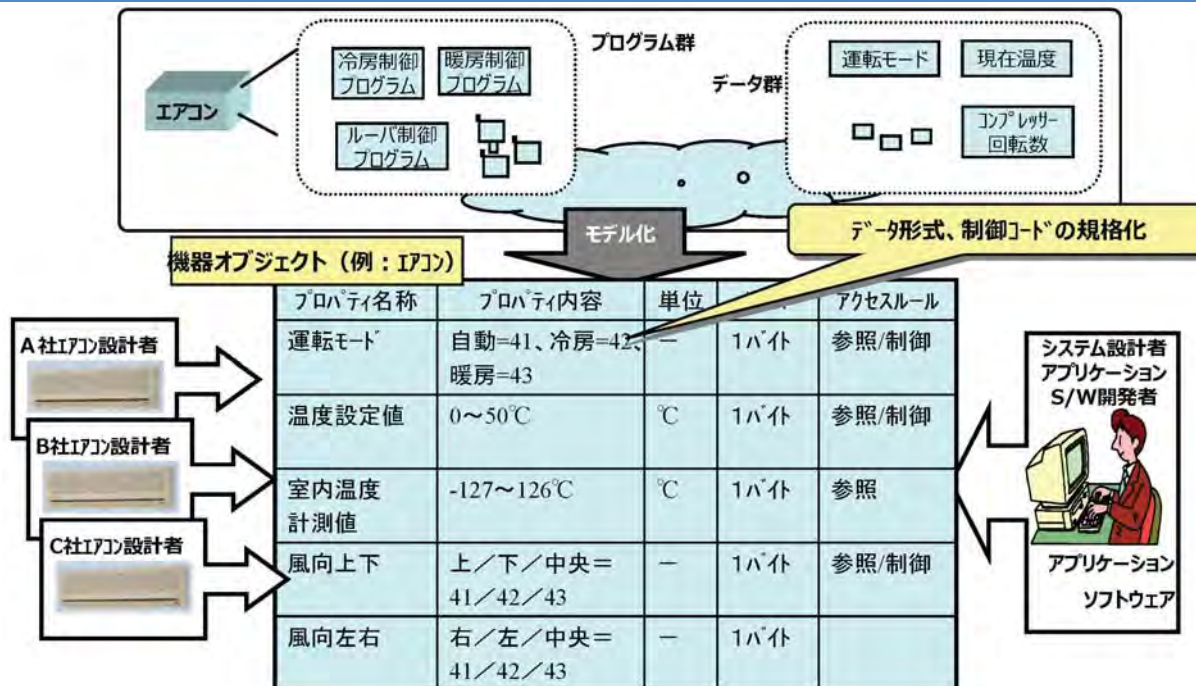 プログラム群
冷房制御
プログラム
暖房制御
プログラム
運転モード
現在温度
データ群
エアコン
ルーバ制御
プログラム
コンプレッサー
回転数
モデル化
データ形式、制御コードの規格化
機器オブジェクト（例：エアコン）
プロパティ名称 プロパティ内容 単位 アクセスルール
運転モード 自動=41、冷房=42、 － 1バイト 参照/制御
暖房=43
温度設定値 0～50℃ ℃ 1バイト 参照/制御
室内温度 -127～126℃ ℃ 1バイト 参照
計測値
風向上下 上／下／中央＝ － 1バイト 参照/制御
41／42／43
風向左右 右／左／中央＝ － 1バイト
41／42／43
A社エアコン設計者
B社エアコン設計者
C社エアコン設計者
システム設計者
アプリケーション
S/W開発者
アプリケーション
ソフトウェア